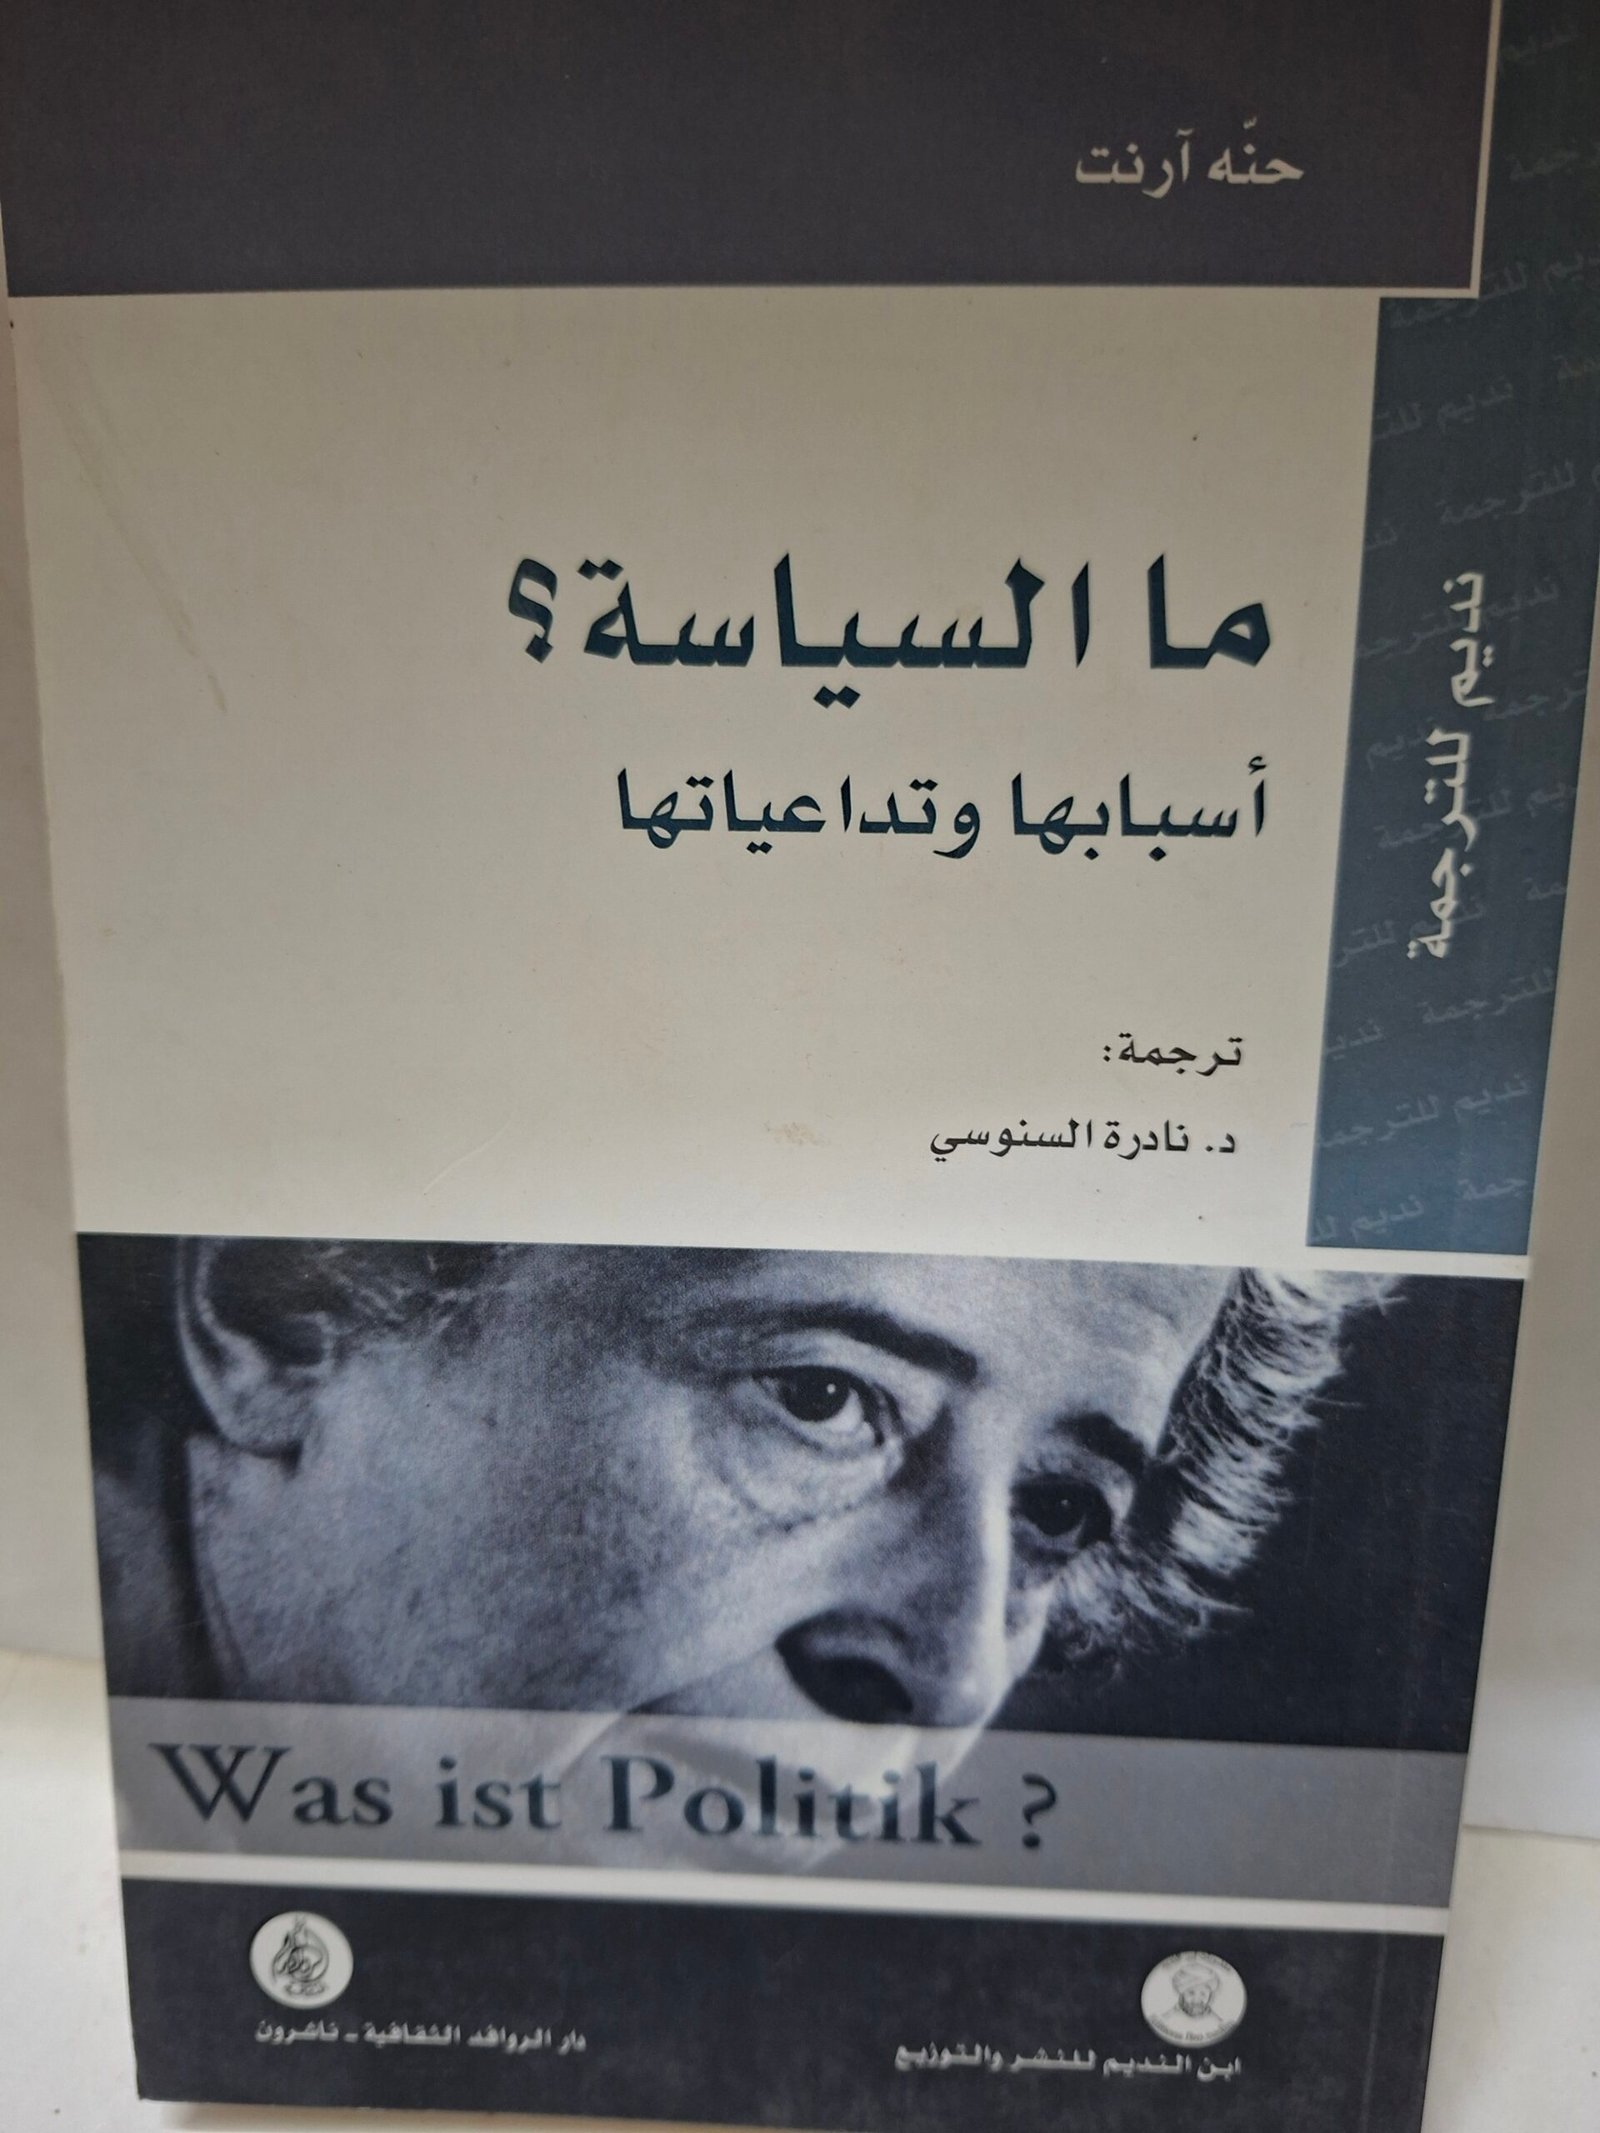 حنّه آرنت
ما السياسة؟
أسبابها وتداعياتها
ترجمة:
د. نادرة السنوسي
نديم للترجمة
Was ist Politik ?
ابن النديم للنشر والتوزيع
دار الروافد الثقافية - ناشرون